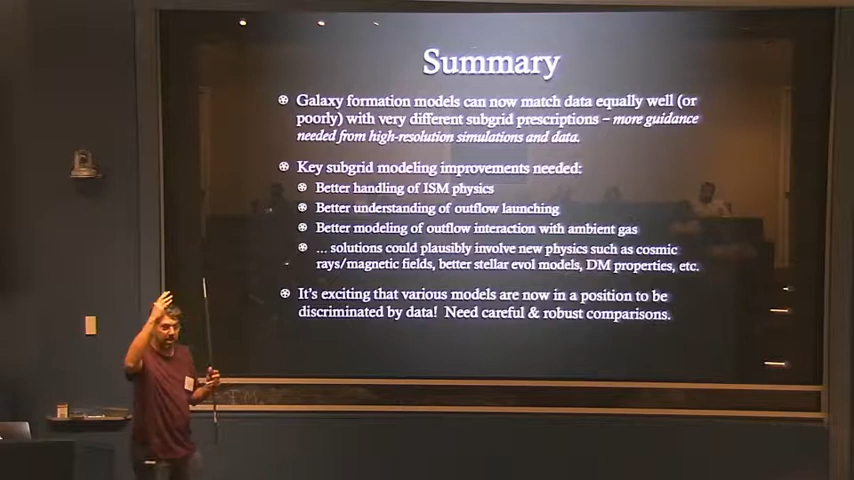 Summary
Galaxy formation models can now match data equally well (or
poorly) with very different subgrid prescriptions – more guidance
needed from high-resolution simulations and data.
Key subgrid modeling improvements needed:
Better handling of ISM physics
Better understanding of outflow launching
Better modeling of outflow interaction with ambient gas
... solutions could plausibly involve new physics such as cosmic
rays/magnetic fields, better stellar evol models, DM properties, etc.
It's exciting that various models are now in a position to be
discriminated by data! Need careful & robust comparisons.